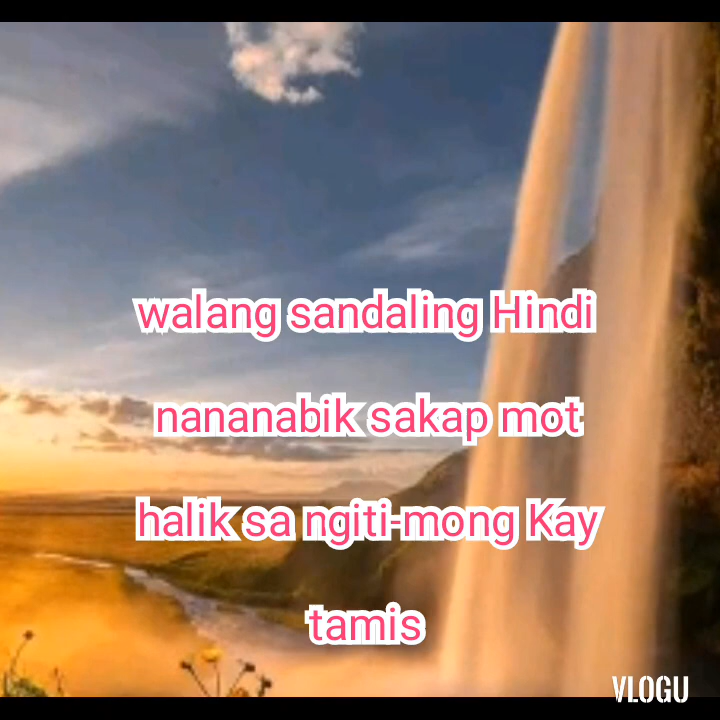 walang sandaling Hindi
nananabik sakap mot
halik sa ngiti-mong Kay
tamis
VLOGU